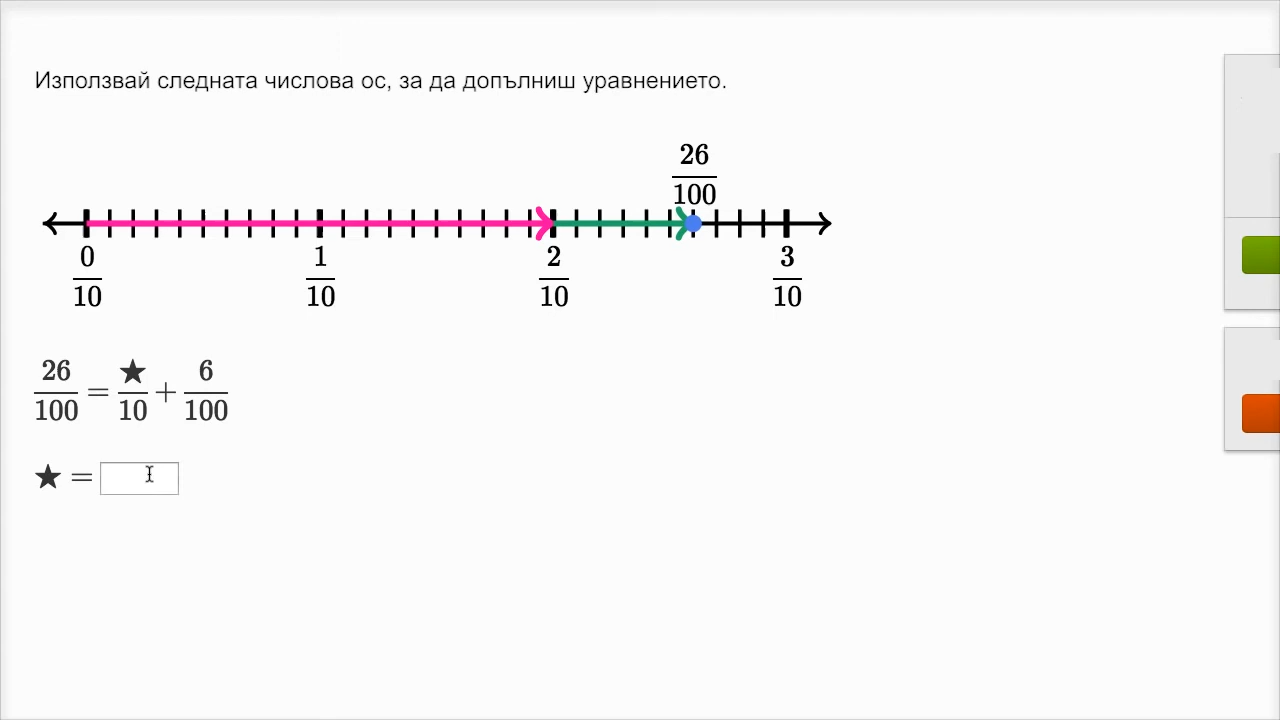 Използвай следната числова ос, за да допълниш уравнението.
26/100
0/10 1/10 2/10 3/10
26/100 = ★/10 + 6/100
★ =